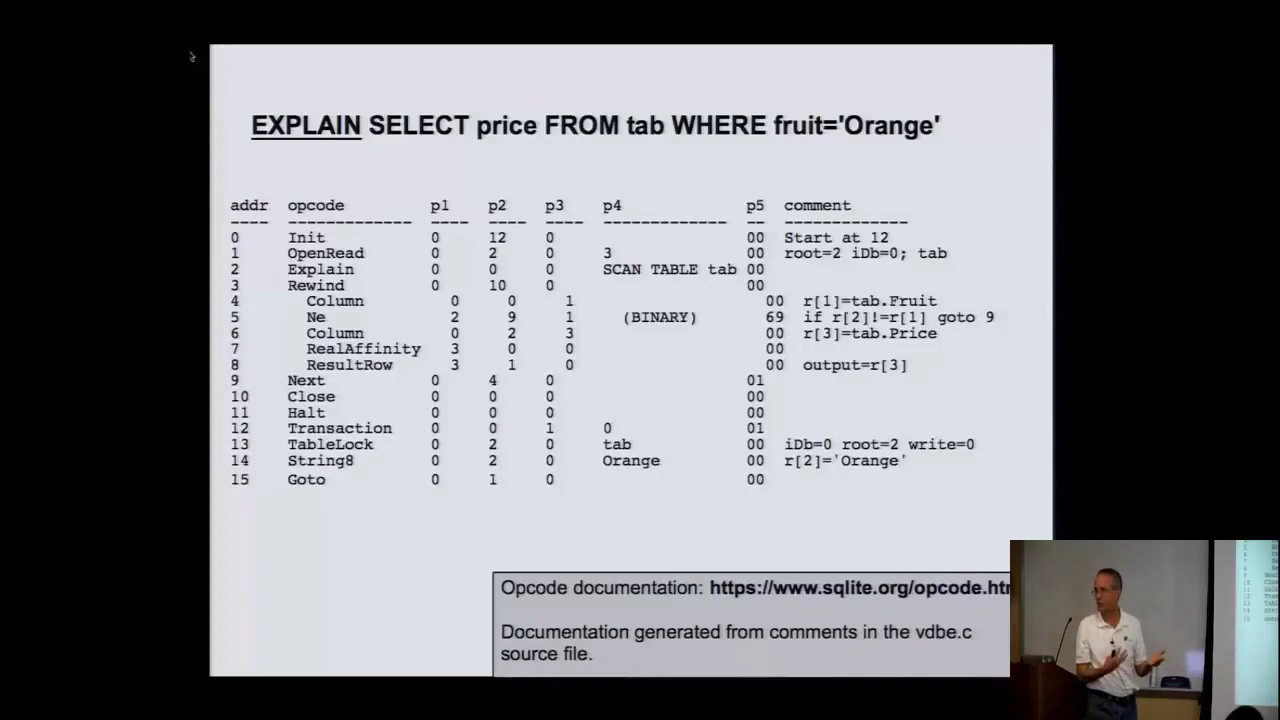 EXPLAIN SELECT price FROM tab WHERE fruit='Orange'
addr opcode p1 p2 p3 p4 p5 comment
---- ------------- ---- ---- ---- ------------- -- -------------
0 Init 0 12 0 00 Start at 12
1 OpenRead 0 2 0 3 00 root=2 iDb=0; tab
2 Explain 0 0 0 SCAN TABLE tab 00
3 Rewind 0 10 0 00
4 Column 0 0 1 00 r[1]=tab.Fruit
5 Ne 2 9 1 (BINARY) 69 if r[2]!=r[1] goto 9
6 Column 0 2 3 00 r[3]=tab.Price
7 RealAffinity 3 0 0 00
8 ResultRow 3 1 0 00 output=r[3]
9 Next 0 4 0 01
10 Close 0 0 0 00
11 Halt 0 0 0 00
12 Transaction 0 0 1 0 01
13 TableLock 0 2 0 tab 00 iDb=0 root=2 write=0
14 String8 0 2 0 Orange 00 r[2]='Orange'
15 Goto 0 1 0 00
Opcode documentation: https://www.sqlite.org/opcode.htm
Documentation generated from comments in the vdbe.c
source file.